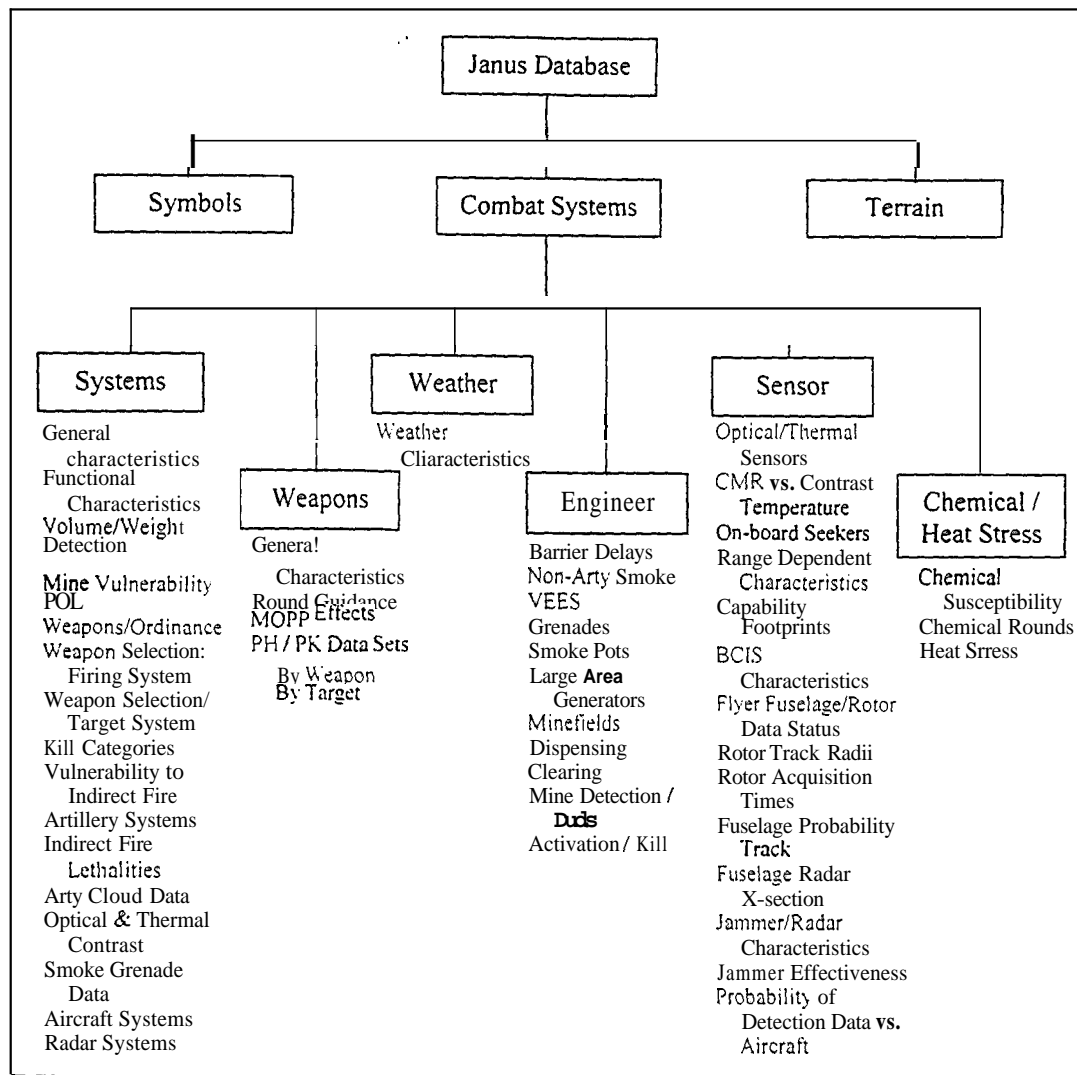 Janus Database
Symbols
Combat Systems
Terrain
Systems
General
characteristics
Functional
Characteristics
Volume/Weight
Detection
Mine Vulnerability
POL
Weapons/Ordinance
Weapon Selection:
Firing System
Weapon Selection/
Target System
Kill Categories
Vulnerability to
Indirect Fire
Artillery Systems
Indirect Fire
Lethalities
Arty Cloud Data
Optical & Thermal
Contrast
Smoke Grenade
Data
Aircraft Systems
Radar Systems
Weapons
Genera!
Characteristics
Round Guidance
MOPP Effects
PH / PK Data Sets
By Weapon
By Target
Weather
Weather
Cliaracteristics
Engineer
Barrier Delays
Non-Arty Smoke
VEES
Grenades
Smoke Pots
Large Area
Generators
Minefields
Dispensing
Clearing
Mine Detection /
Duds
Activation / Kill
Sensor
Optical/Thermal
Sensors
CMR vs. Contrast
Temperature
On-board Seekers
Range Dependent
Characteristics
Capability
Footprints
BCIS
Characteristics
Flyer Fuselage/Rotor
Data Status
Rotor Track Radii
Rotor Acquisition
Times
Fuselage Probability
Track
Fuselage Radar
X-section
Jammer/Radar
Characteristics
Jammer Effectiveness
Probability of
Detection Data vs.
Aircraft
Chemical /
Heat Stress
Chemical
Susceptibility
Chemical Rounds
Heat Srress